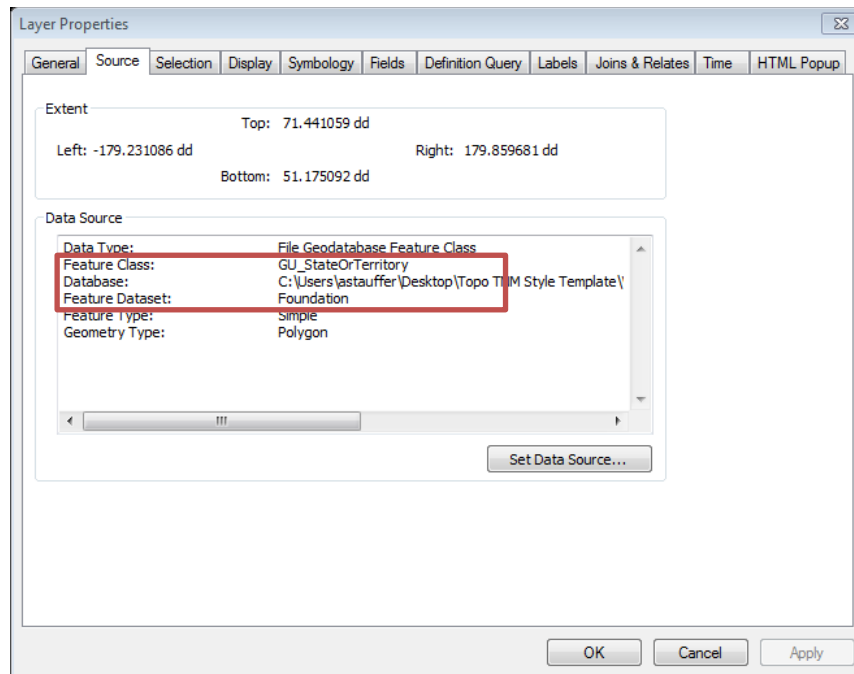 Layer Properties
General Source Selection Display Symbology Fields Definition Query Labels Joins & Relates Time HTML Popup
Extent
Top: 71.441059 dd
Left: -179.231086 dd Right: 179.859681 dd
Bottom: 51.175092 dd
Data Source
Data Type: File Geodatabase Feature Class
Feature Class: GU_StateOrTerritory
Database: C:\Users\astauffer\Desktop\Topo TNM Style Template\'
Feature Dataset: Foundation
Feature Type: Simple
Geometry Type: Polygon
Set Data Source...
OK Cancel Apply